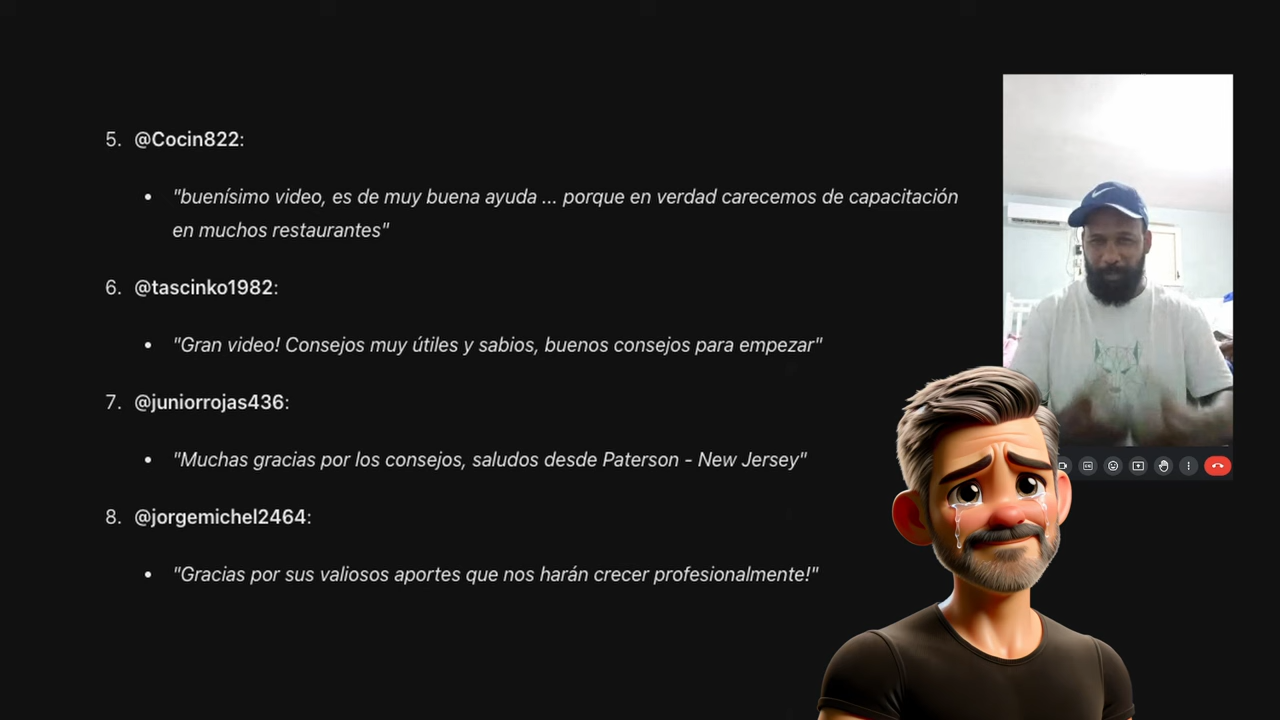 5. @Cocin822:
• "buenísimo video, es de muy buena ayuda ... porque en verdad carecemos de capacitación
en muchos restaurantes"
6. @tascinko1982:
• "Gran video! Consejos muy útiles y sabios, buenos consejos para empezar"
7. @juniorrojas436:
• "Muchas gracias por los consejos, saludos desde Paterson - New Jersey"
8. @jorgemichel2464:
• "Gracias por sus valiosos aportes que nos harán crecer profesionalmente!"